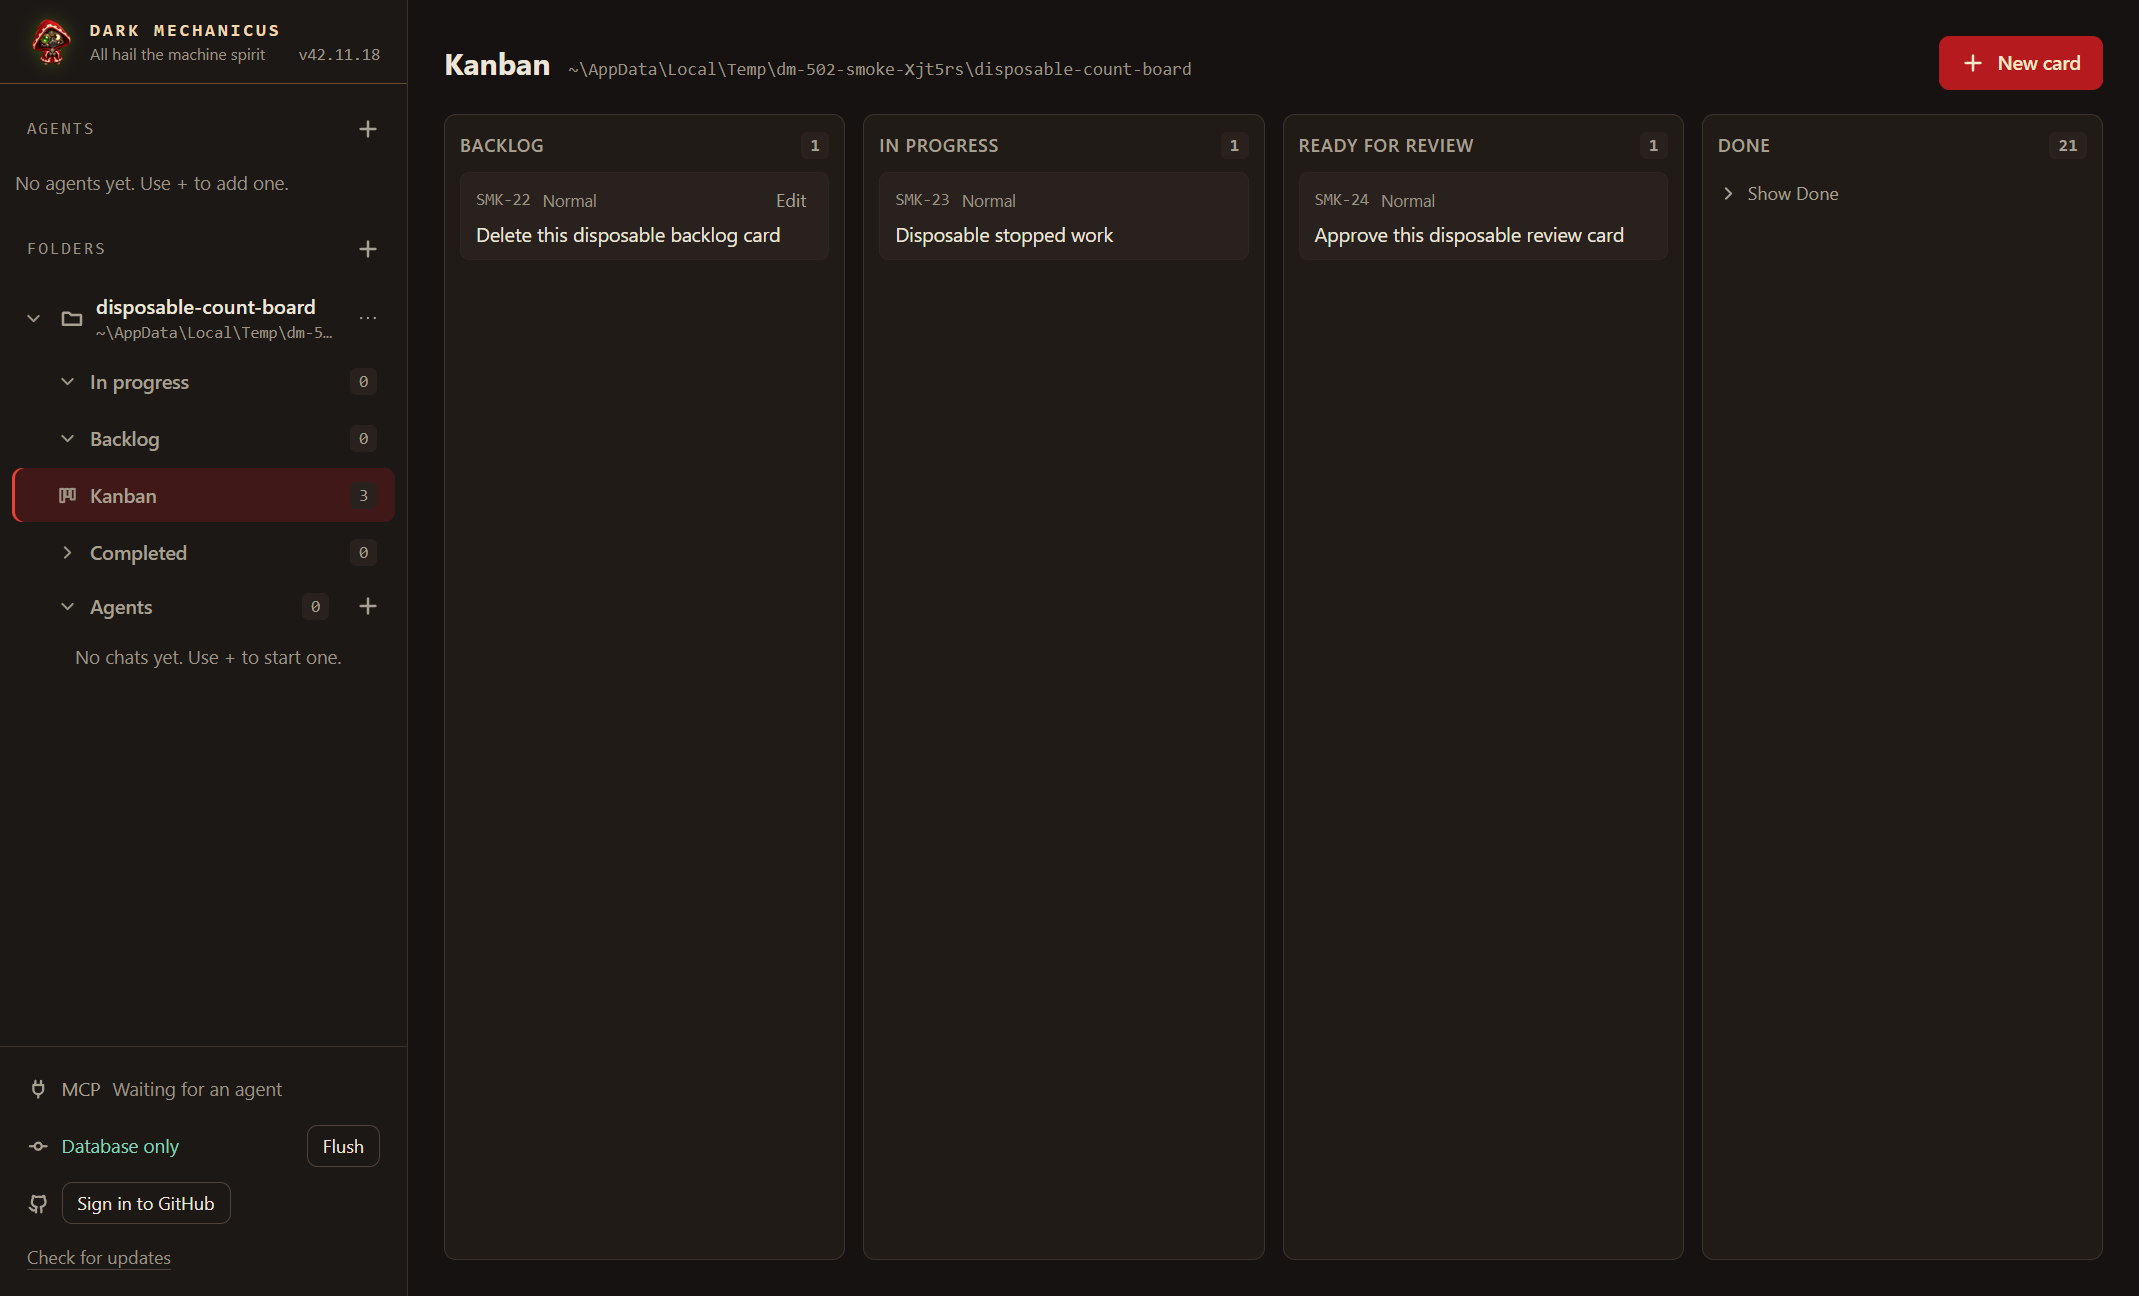 DARK MECHANICUS
All hail the machine spirit v42.11.18
AGENTS
No agents yet. Use + to add one.
FOLDERS
disposable-count-board
~\AppData\Local\Temp\dm-5…
In progress 0
Backlog 0
Kanban 3
Completed 0
Agents 0
No chats yet. Use + to start one.
MCP Waiting for an agent
Database only Flush
Sign in to GitHub
Check for updates
Kanban ~\AppData\Local\Temp\dm-502-smoke-Xjt5rs\disposable-count-board
New card
BACKLOG 1
SMK-22 Normal Edit
Delete this disposable backlog card
IN PROGRESS 1
SMK-23 Normal
Disposable stopped work
READY FOR REVIEW 1
SMK-24 Normal
Approve this disposable review card
DONE 21
Show Done